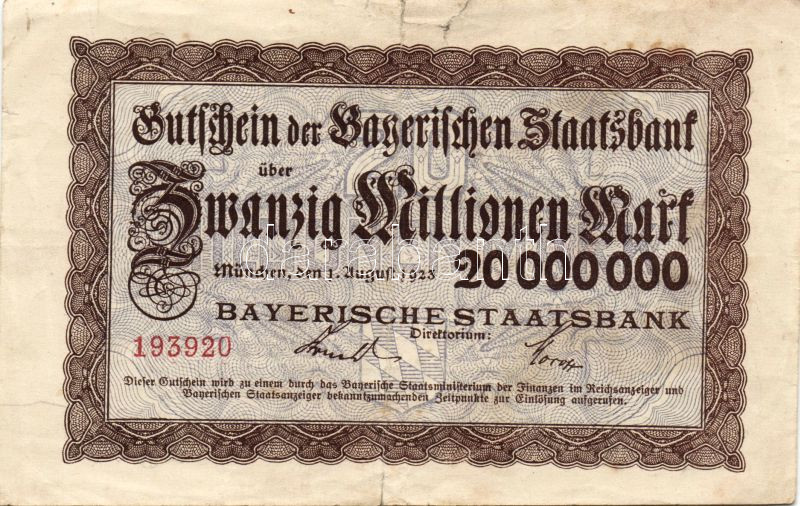 Gutschein der Bayerischen Staatsbank
über
Zwanzig Millionen Mark
München, den 1. August 1923 20 000 000
BAYERISCHE STAATSBANK
193920 Direktorium:
Dieser Gutschein wird zu einem durch das Bayerische Staatsministerium der Finanzen im Reichsanzeiger und
Bayerischen Staatsanzeiger bekanntzumachenden Zeitpunkte zur Einlösung aufgerufen.